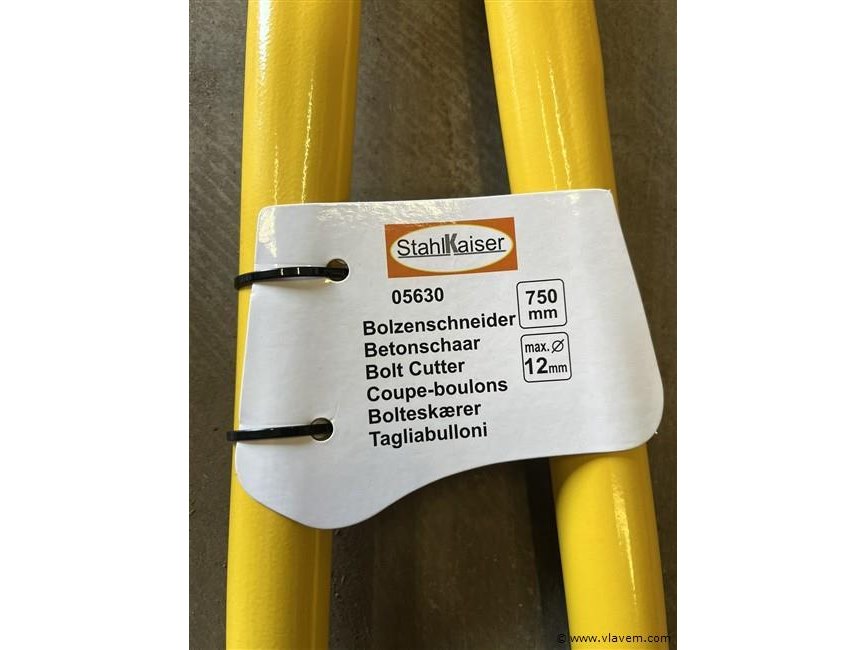 StahlKaiser
05630
750
mm
Bolzenschneider
Betonschaar
max. ⌀
12mm
Bolt Cutter
Coupe-boulons
Bolteskærer
Tagliabulloni
© www.vlavem.com